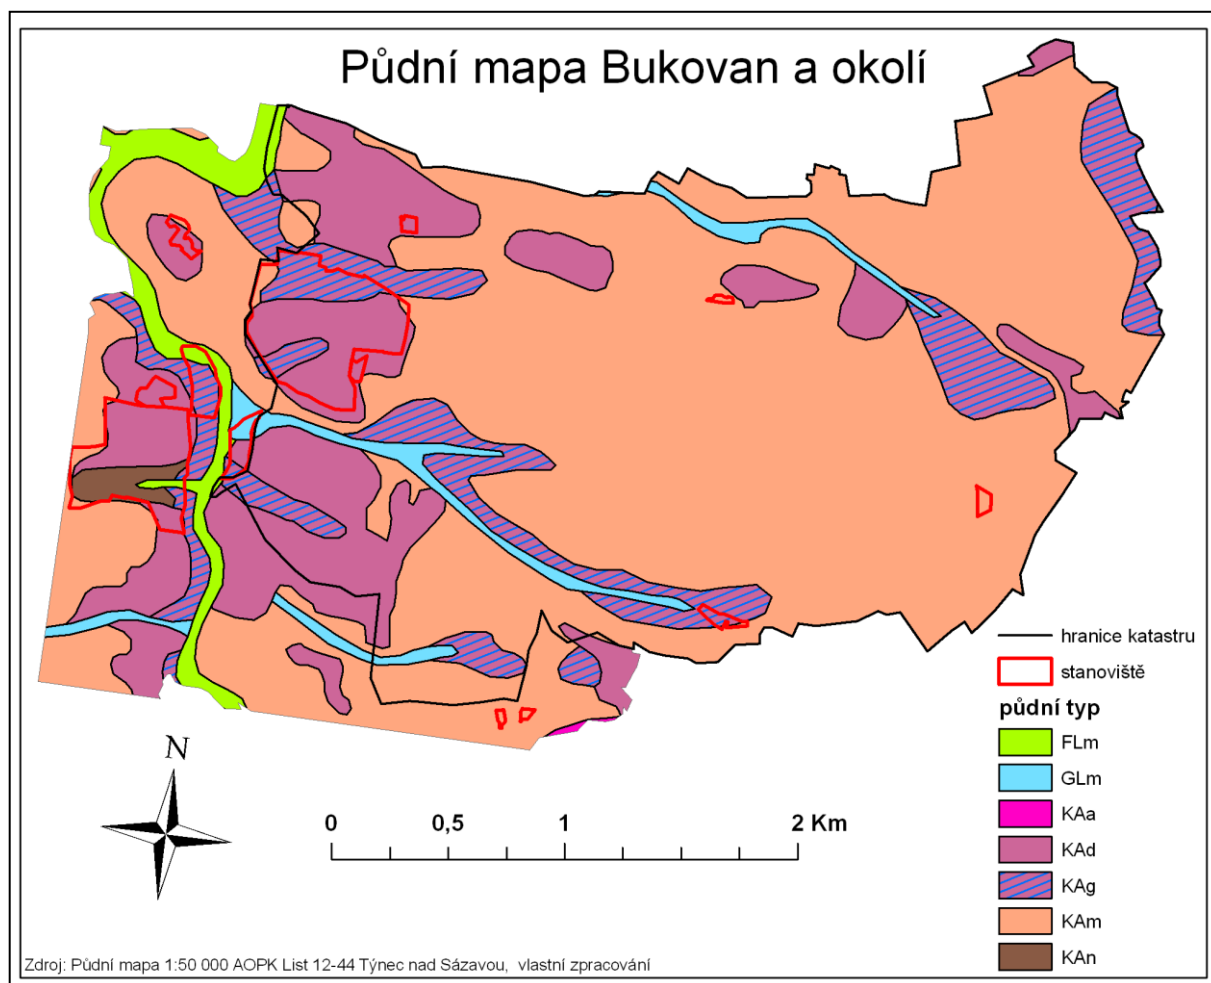 Půdní mapa Bukovan a okolí
hranice katastru
stanoviště
půdní typ
FLm
GLm
KAa
KAd
KAg
KAm
KAn
N
0 0,5 1 2 Km
Zdroj: Půdní mapa 1:50 000 AOPK List 12-44 Týnec nad Sázavou, vlastní zpracování